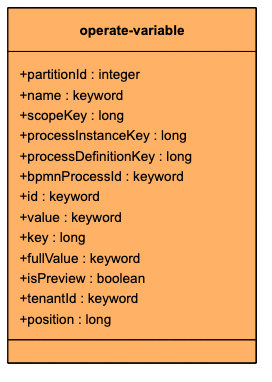 operate-variable
+partitionId : integer
+name : keyword
+scopeKey : long
+processInstanceKey : long
+processDefinitionKey : long
+bpmnProcessId : keyword
+id : keyword
+value : keyword
+key : long
+fullValue : keyword
+isPreview : boolean
+tenantId : keyword
+position : long